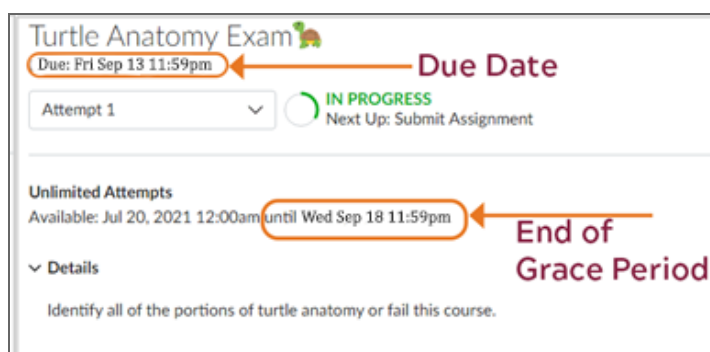 Turtle Anatomy Exam🐢
Due: Fri Sep 13 11:59pm
Due Date
Attempt 1
IN PROGRESS
Next Up: Submit Assignment
Unlimited Attempts
Available: Jul 20, 2021 12:00am until Wed Sep 18 11:59pm
End of
Grace Period
Details
Identify all of the portions of turtle anatomy or fail this course.